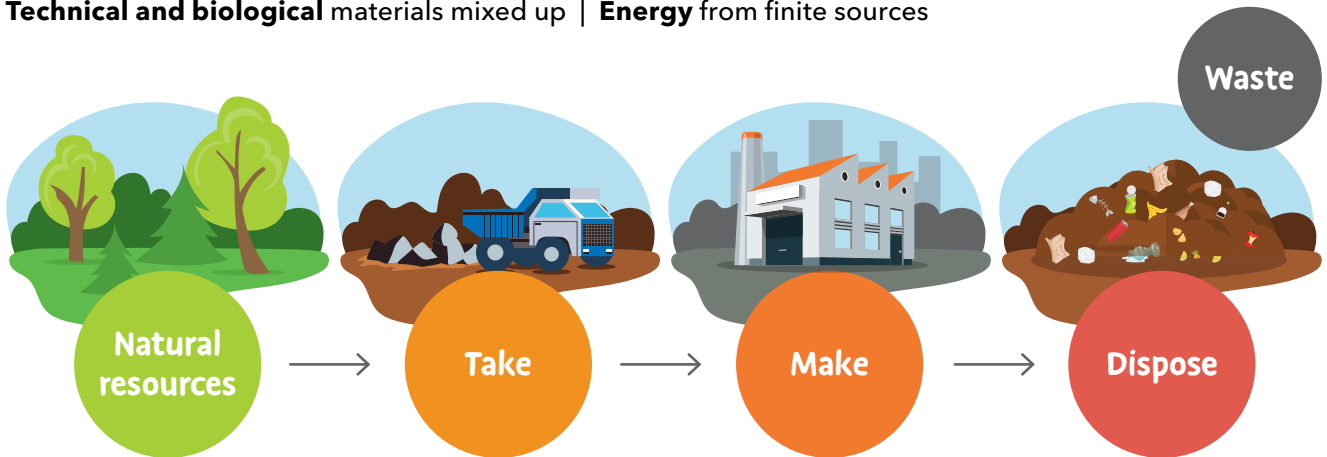 Technical and biological materials mixed up | Energy from finite sources
Waste
Natural
resources
Take
Make
Dispose